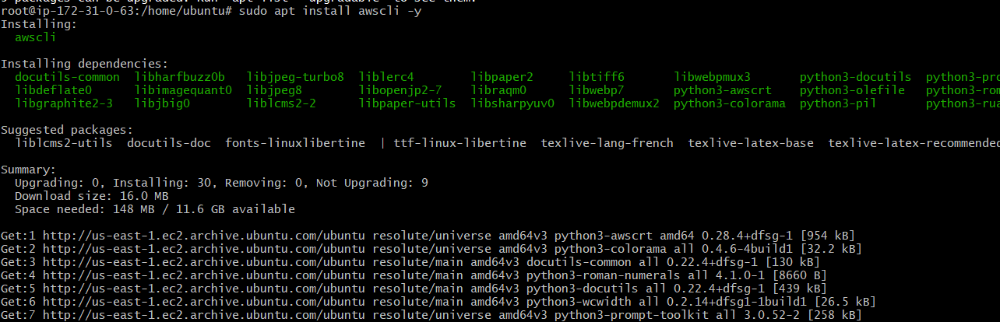 root@ip-172-31-0-63:/home/ubuntu# sudo apt install awscli -y
Installing:
  awscli

Installing dependencies:
  docutils-common  libharfbuzz0b   libjpeg-turbo8  liblerc4        libpaper2     libtiff6       libwebpmux3       python3-docutils  python3-pro
  libdeflate0      libimagequant0  libjpeg8        libopenjp2-7    libraqm0      libwebp7       python3-awscrt    python3-olefile   python3-rom
  libgraphite2-3   libjbig0        liblcms2-2      libpaper-utils  libsharpyuv0  libwebpdemux2  python3-colorama  python3-pil       python3-rua

Suggested packages:
  liblcms2-utils  docutils-doc  fonts-linuxlibertine  | ttf-linux-libertine  texlive-lang-french  texlive-latex-base  texlive-latex-recommended

Summary:
  Upgrading: 0, Installing: 30, Removing: 0, Not Upgrading: 9
  Download size: 16.0 MB
  Space needed: 148 MB / 11.6 GB available

Get:1 http://us-east-1.ec2.archive.ubuntu.com/ubuntu resolute/universe amd64v3 python3-awscrt amd64 0.28.4+dfsg-1 [954 kB]
Get:2 http://us-east-1.ec2.archive.ubuntu.com/ubuntu resolute/universe amd64v3 python3-colorama all 0.4.6-4build1 [32.2 kB]
Get:3 http://us-east-1.ec2.archive.ubuntu.com/ubuntu resolute/main amd64v3 docutils-common all 0.22.4+dfsg-1 [130 kB]
Get:4 http://us-east-1.ec2.archive.ubuntu.com/ubuntu resolute/main amd64v3 python3-roman-numerals all 4.1.0-1 [8660 B]
Get:5 http://us-east-1.ec2.archive.ubuntu.com/ubuntu resolute/main amd64v3 python3-docutils all 0.22.4+dfsg-1 [439 kB]
Get:6 http://us-east-1.ec2.archive.ubuntu.com/ubuntu resolute/main amd64v3 python3-wcwidth all 0.2.14+dfsg1-1build1 [26.5 kB]
Get:7 http://us-east-1.ec2.archive.ubuntu.com/ubuntu resolute/main amd64v3 python3-prompt-toolkit all 3.0.52-2 [258 kB]